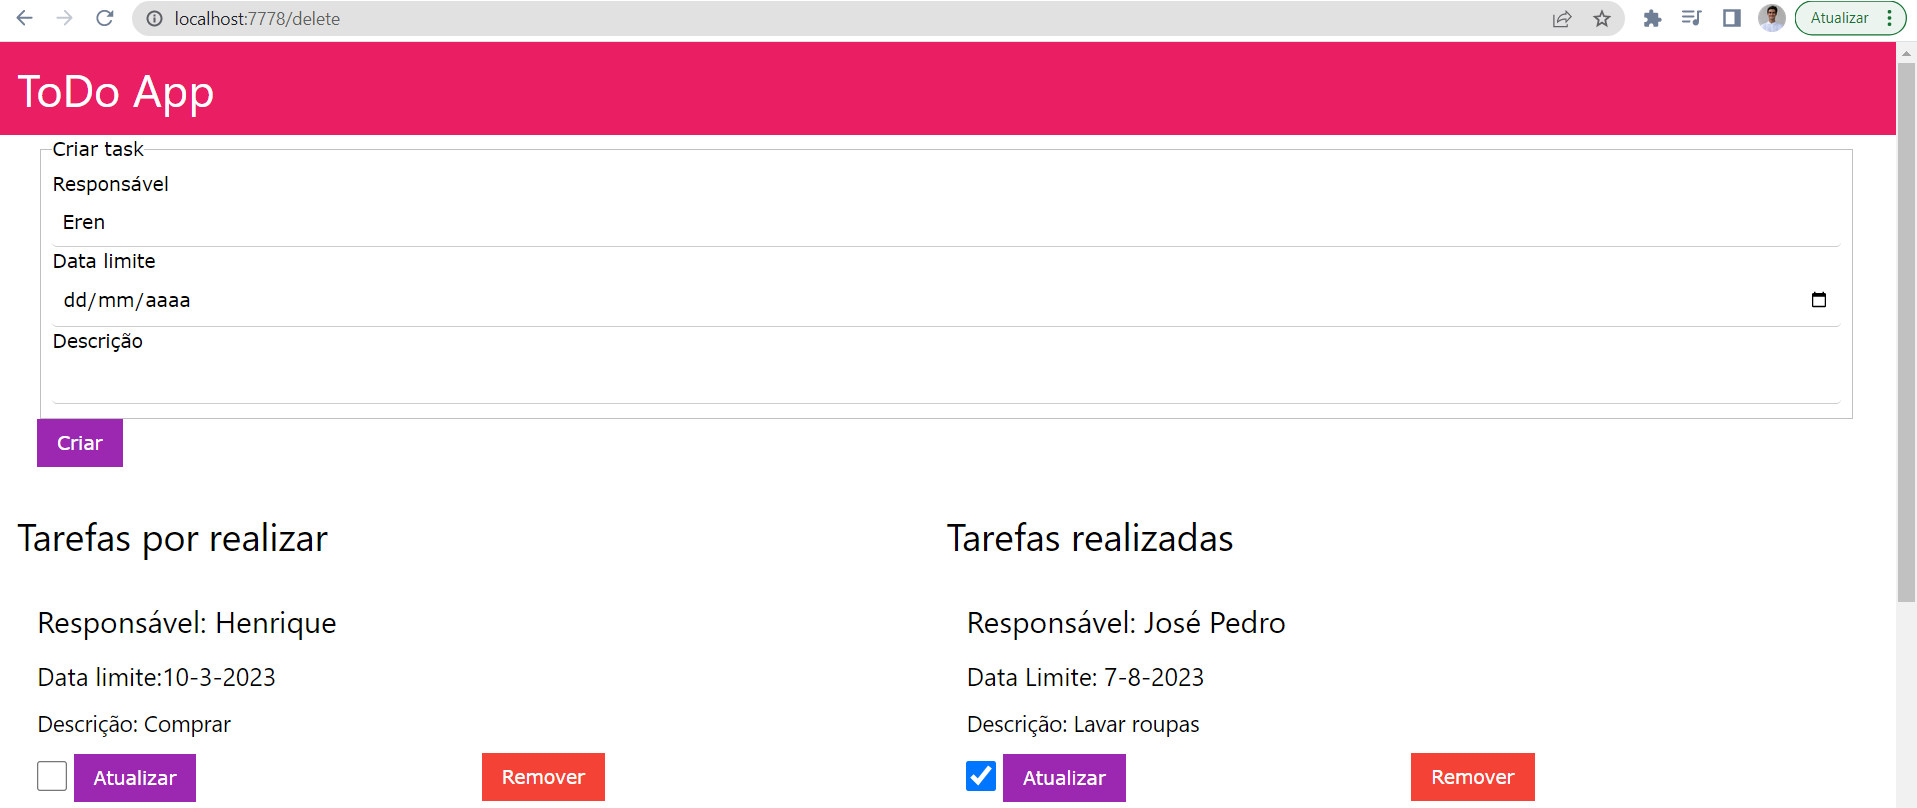 localhost:7778/delete
Atualizar
ToDo App
Criar task
Responsável
Eren
Data limite
dd/mm/aaaa
Descrição
Criar
Tarefas por realizar
Responsável: Henrique
Data limite:10-3-2023
Descrição: Comprar
Atualizar
Remover
Tarefas realizadas
Responsável: José Pedro
Data Limite: 7-8-2023
Descrição: Lavar roupas
Atualizar
Remover